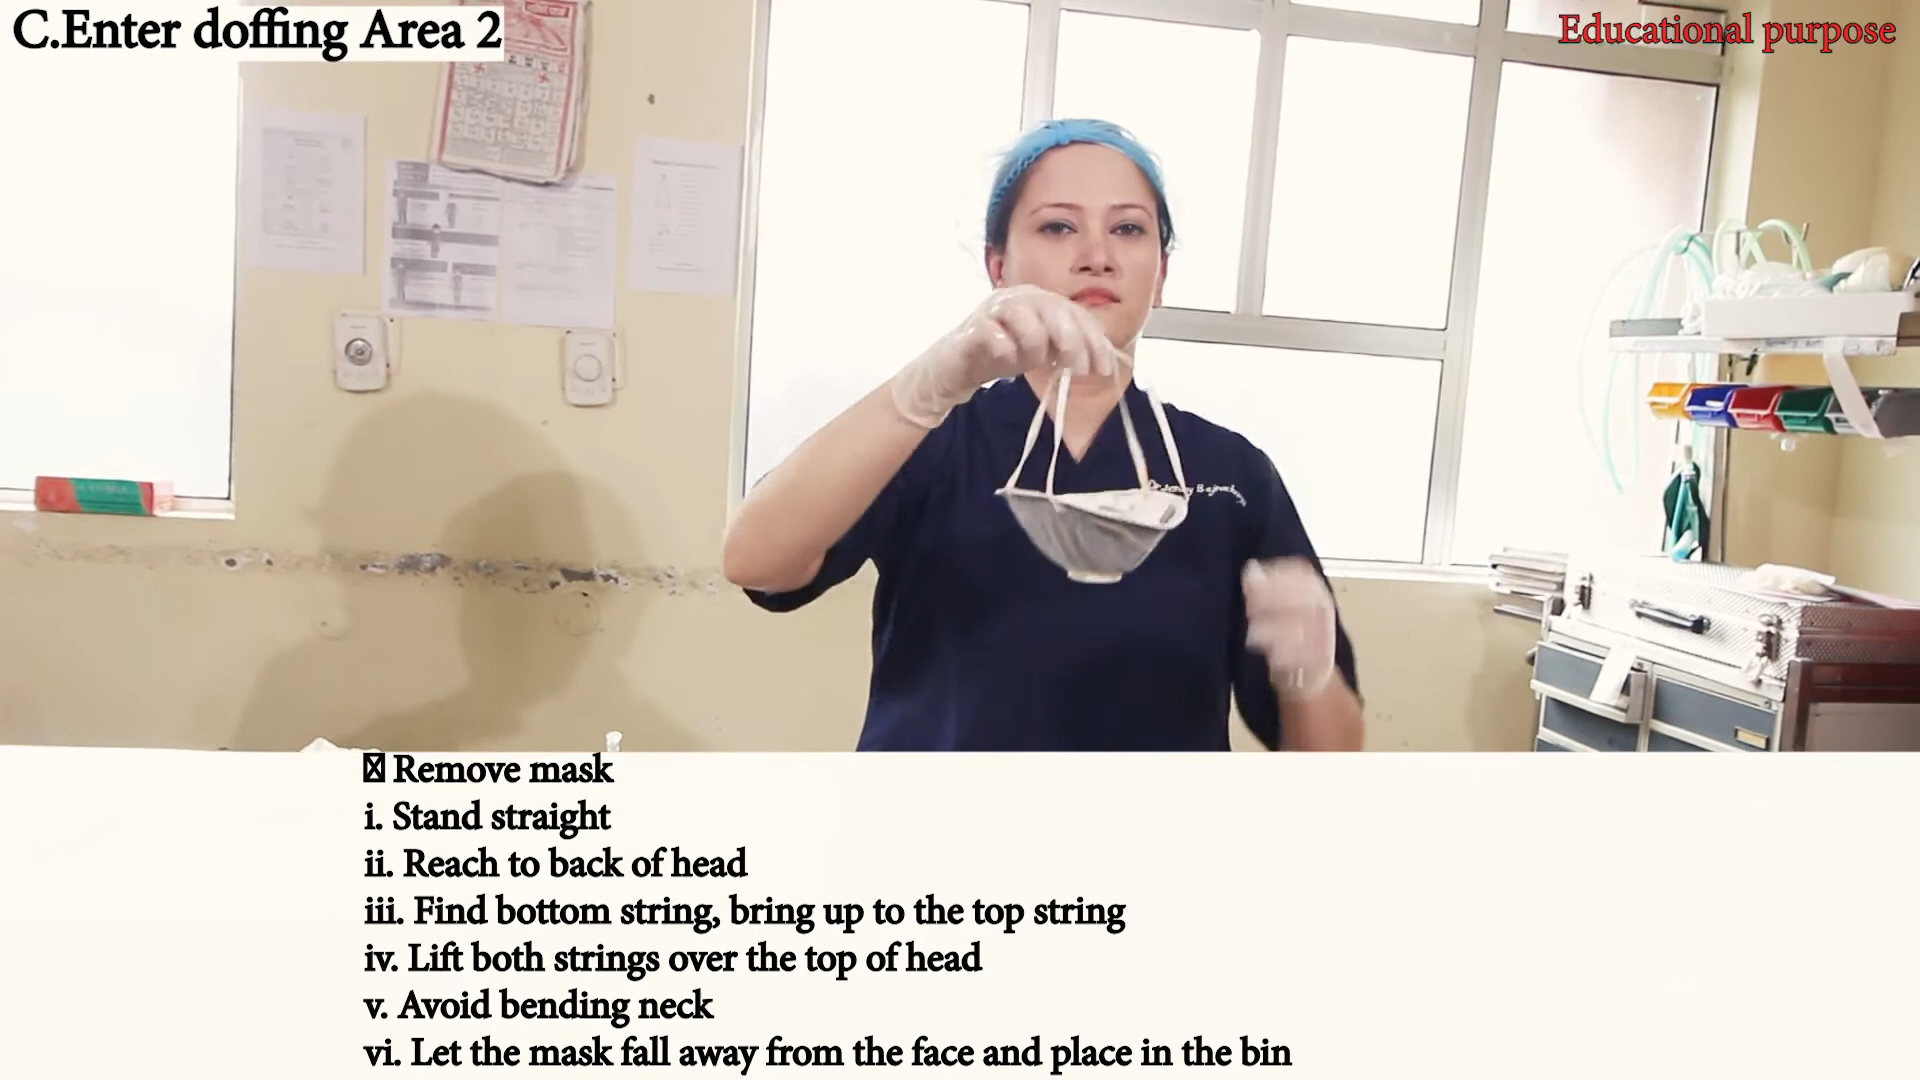 C.Enter doffing Area 2
Educational purpose
Remove mask
i. Stand straight
ii. Reach to back of head
iii. Find bottom string, bring up to the top string
iv. Lift both strings over the top of head
v. Avoid bending neck
vi. Let the mask fall away from the face and place in the bin